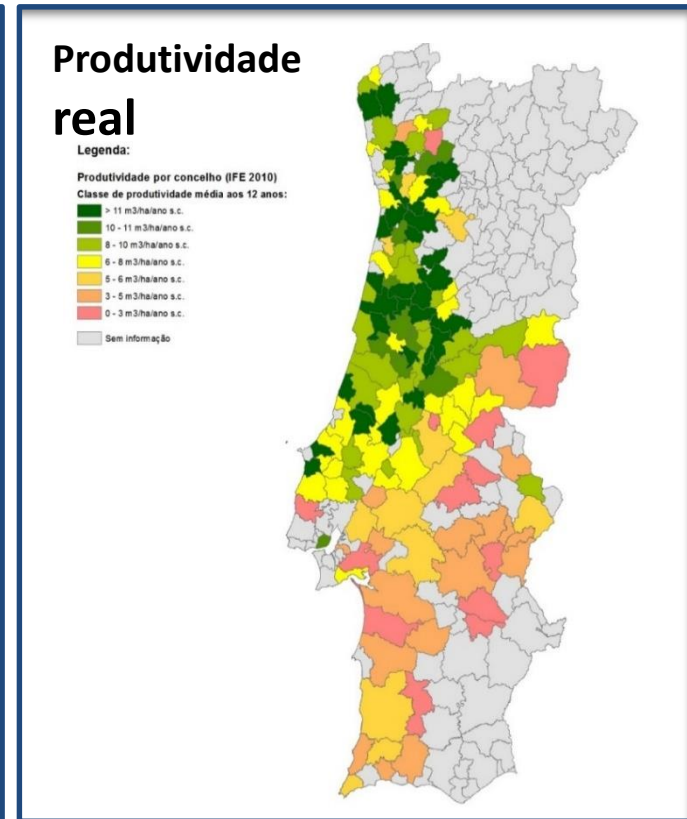 Produtividade
real
Legenda:
Produtividade por concelho (IFE 2010)
Classe de produtividade média aos 12 anos:
> 11 m3/ha/ano s.c.
10 - 11 m3/ha/ano s.c.
8 - 10 m3/ha/ano s.c.
6 - 8 m3/ha/ano s.c.
5 - 6 m3/ha/ano s.c.
3 - 5 m3/ha/ano s.c.
0 - 3 m3/ha/ano s.c.
Sem informação